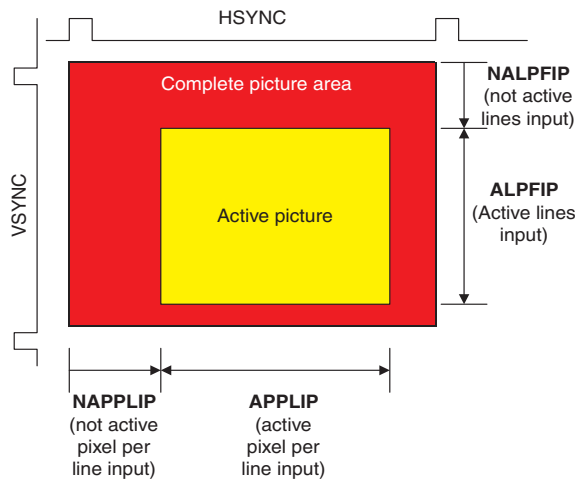 HSYNC
VSYNC
Complete picture area
Active picture
NALPFIP
(not active
lines input)
ALPFIP
(Active lines
input)
NAPPLIP
(not active
pixel per
line input)
APPLIP
(active
pixel per
line input)